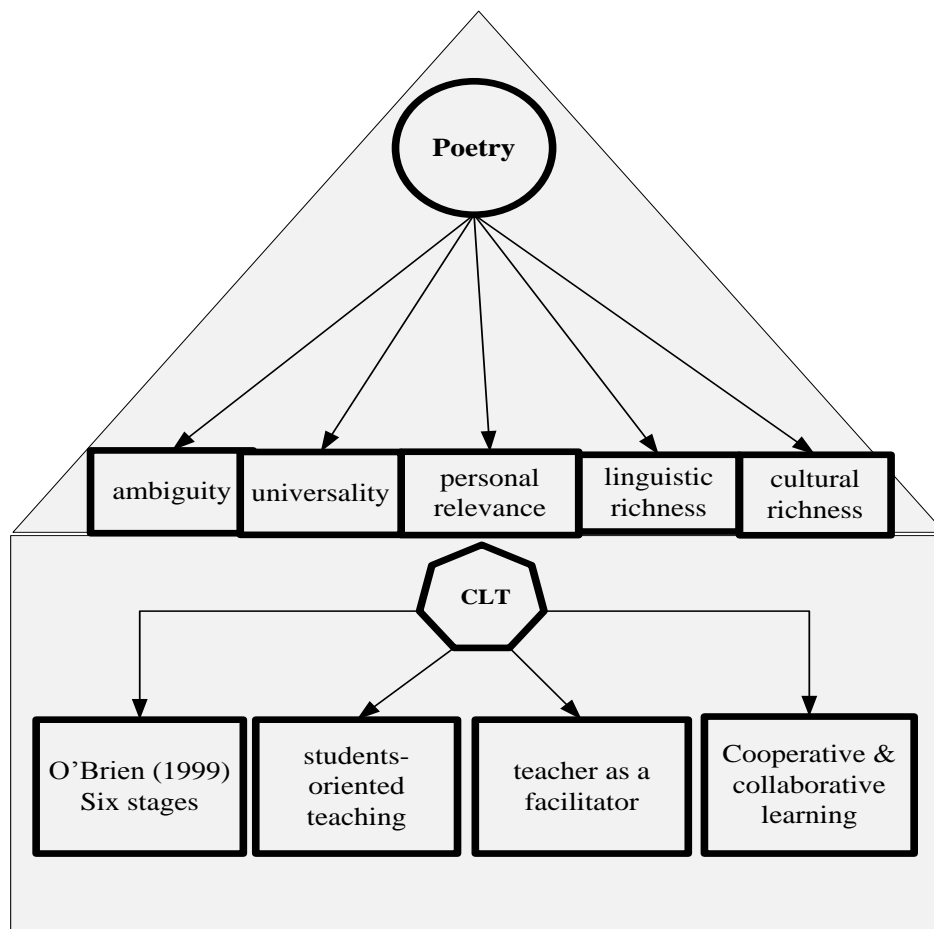 Poetry
ambiguity
universality
personal
relevance
linguistic
richness
cultural
richness
CLT
O’Brien (1999)
Six stages
students-
oriented
teaching
teacher as a
facilitator
Cooperative &
collaborative
learning